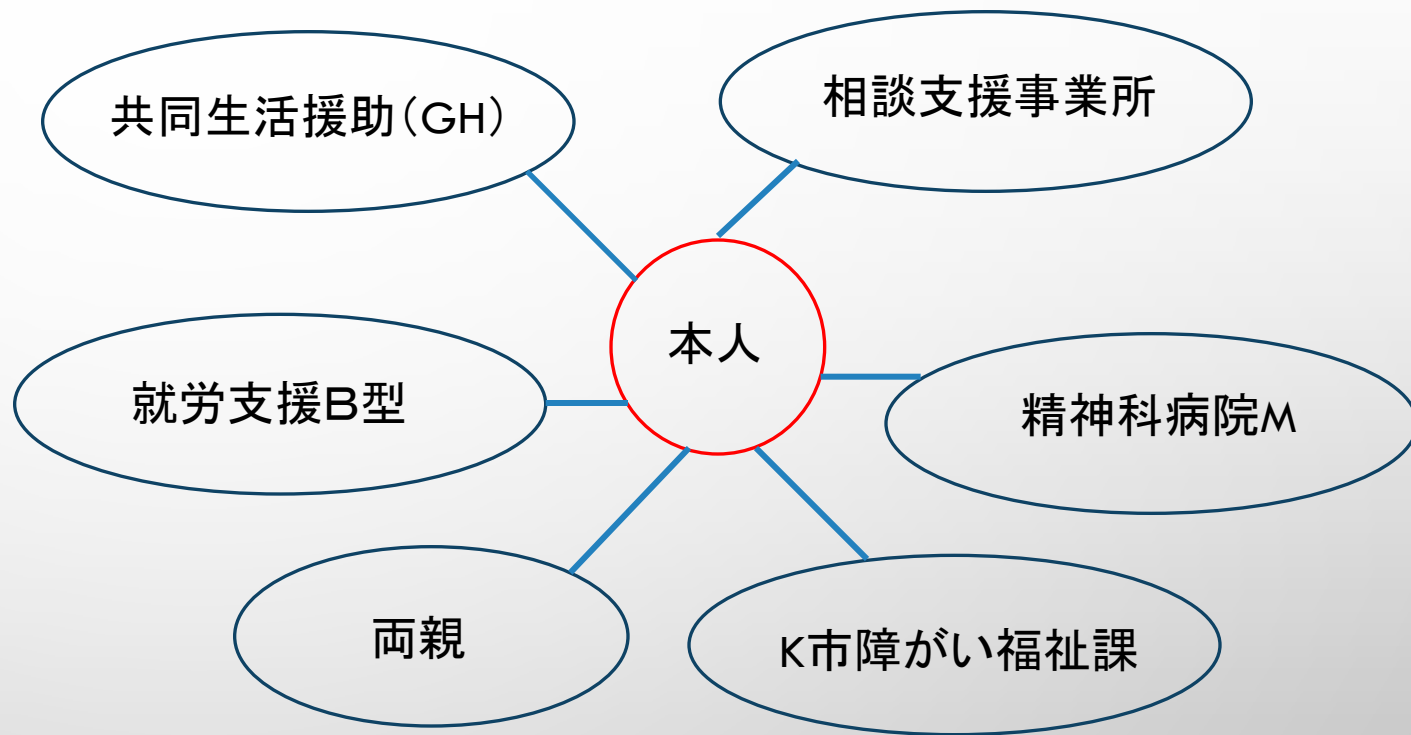 共同生活援助(GH)
相談支援事業所
本人
就労支援B型
精神科病院M
両親
K市障がい福祉課